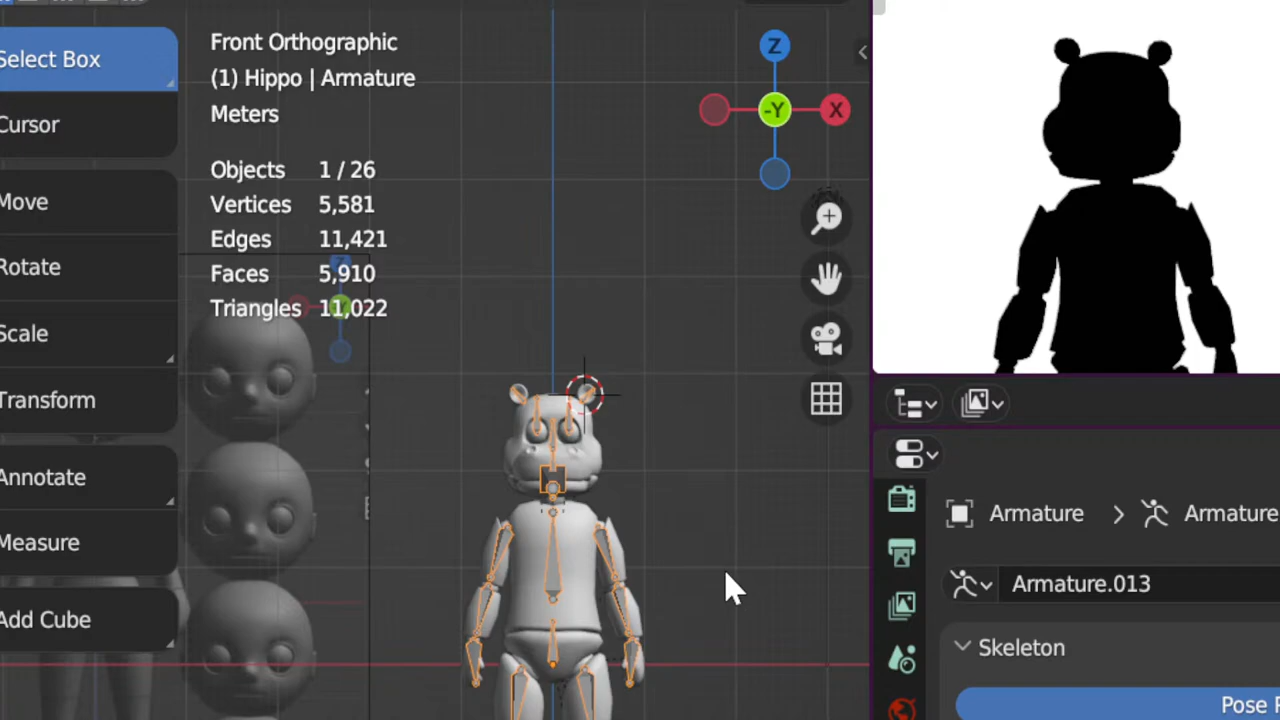 Select Box
Cursor
Move
Rotate
Scale
Transform
Annotate
Measure
Add Cube
Front Orthographic
(1) Hippo | Armature
Meters
Objects 1 / 26
Vertices 5,581
Edges 11,421
Faces 5,910
Triangles 11,022
Z
-Y
X
Armature > Armature
Armature.013
Skeleton
Pose P